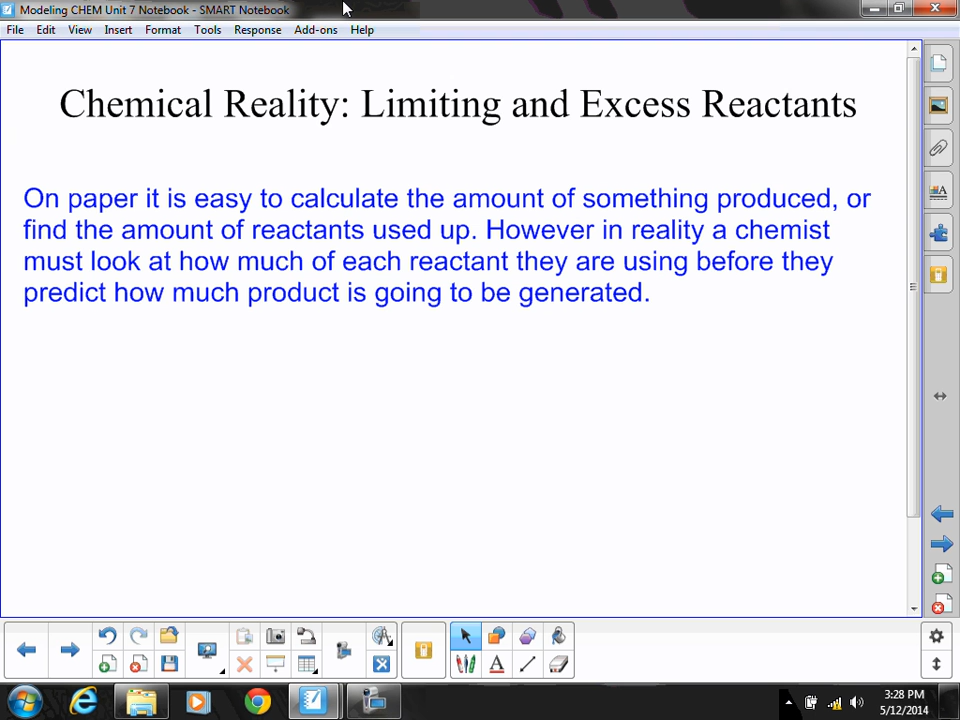 Modeling CHEM Unit 7 Notebook - SMART Notebook
File Edit View Insert Format Tools Response Add-ons Help
Chemical Reality: Limiting and Excess Reactants
On paper it is easy to calculate the amount of something produced, or
find the amount of reactants used up. However in reality a chemist
must look at how much of each reactant they are using before they
predict how much product is going to be generated.
3:28 PM
5/12/2014